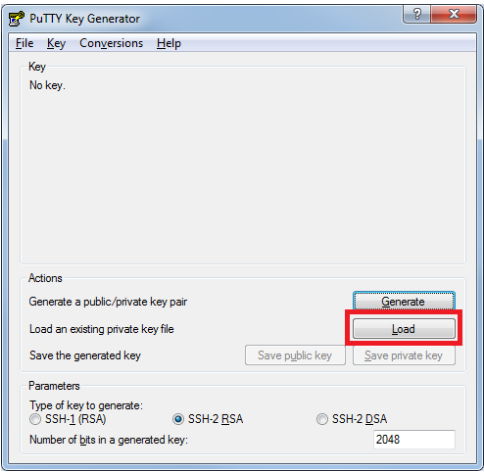 PuTTY Key Generator
File Key Conversions Help
Key
No key.
Actions
Generate a public/private key pair Generate
Load an existing private key file Load
Save the generated key Save public key Save private key
Parameters
Type of key to generate:
SSH-1 (RSA) SSH-2 RSA SSH-2 DSA
Number of bits in a generated key: 2048